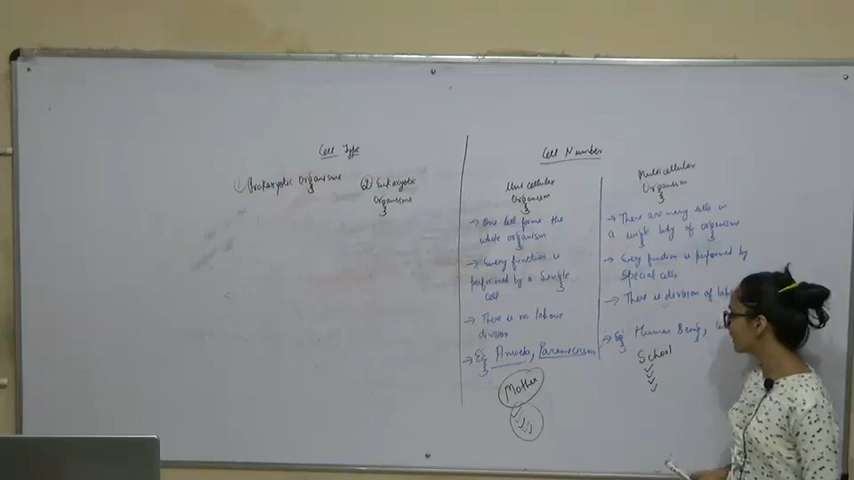 Cell Type
① Prokaryotic Organisms
② Eukaryotic
Organisms
Cell Number
Unicellular
Organism
→ One cell forms the
whole organism
→ Every function is
performed by a single
cell
→ There is no labour
division
→ Eg Amoeba, Paramecium
Mother
Multicellular
Organism
→ There are many cells in
a single body of organisms
→ Every function is performed by
special cells
→ There is division of
→ Eg Human Being,
School